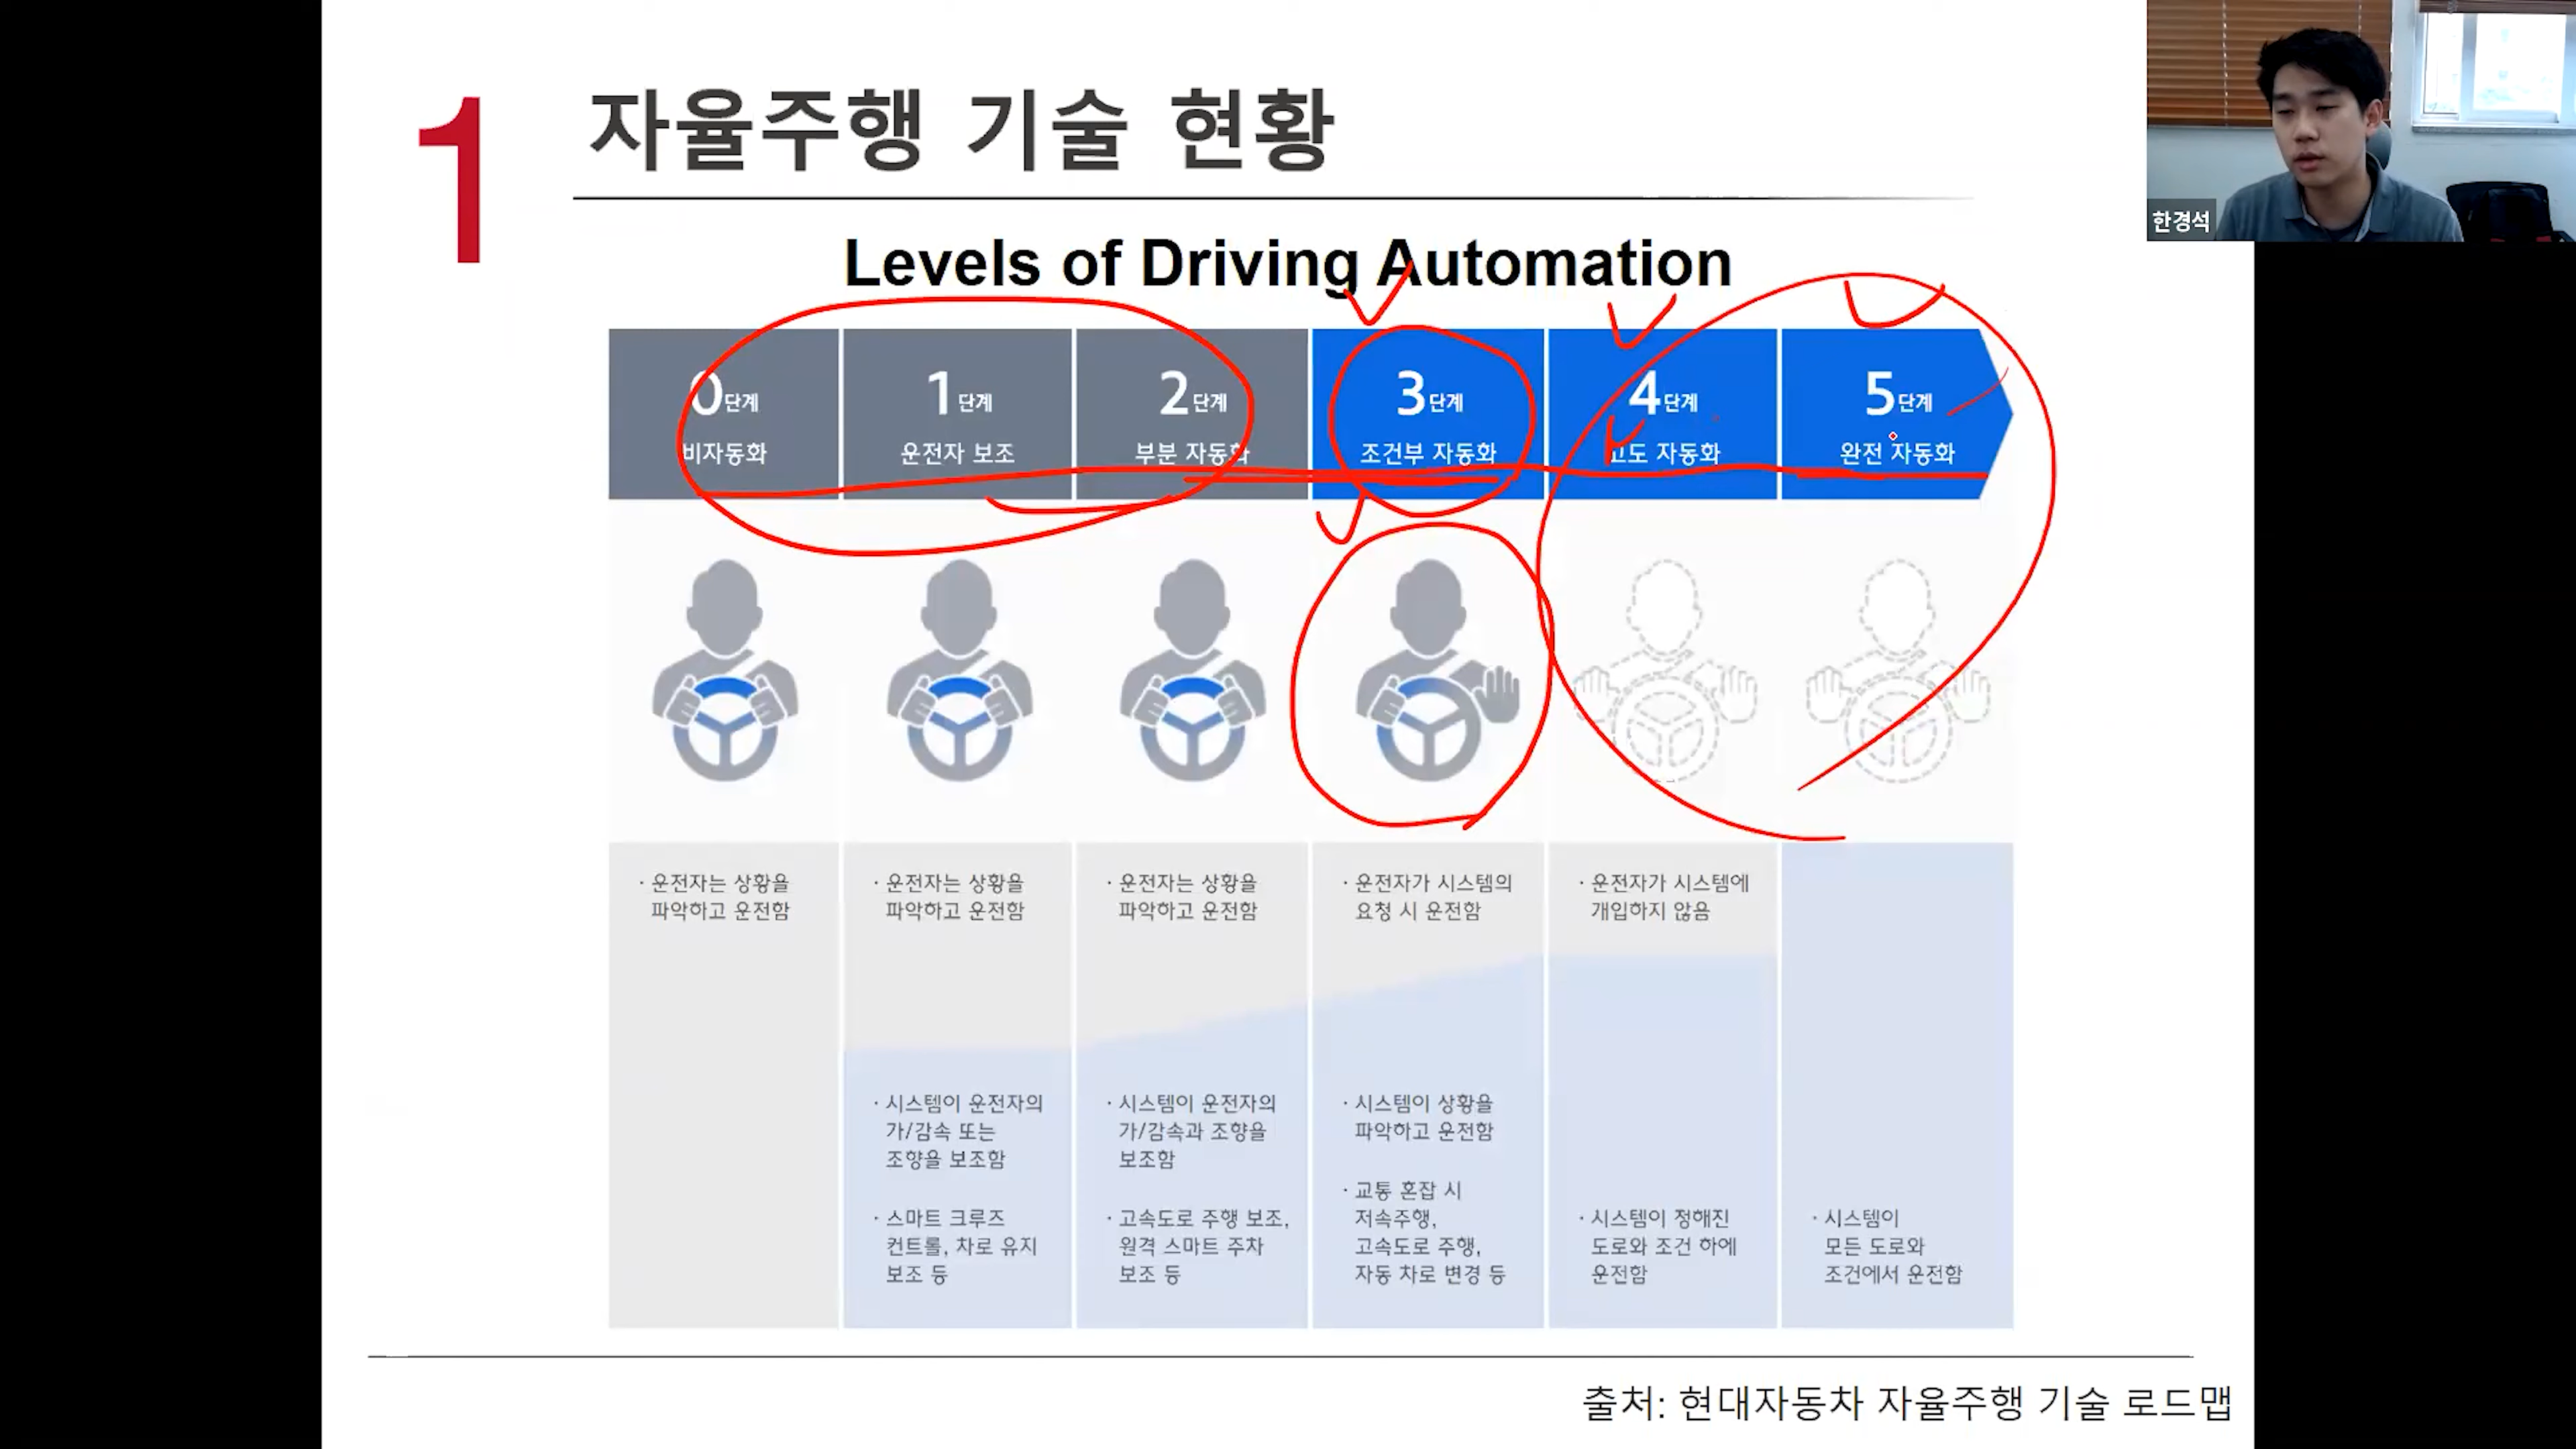 1
자율주행 기술 현황
한경석
Levels of Driving Automation
0단계
비자동화
1단계
운전자 보조
2단계
부분 자동화
3단계
조건부 자동화
4단계
고도 자동화
5단계
완전 자동화
· 운전자는 상황을
파악하고 운전함
· 운전자는 상황을
파악하고 운전함
· 시스템이 운전자의
가/감속 또는
조향을 보조함
· 스마트 크루즈
컨트롤, 차로 유지
보조 등
· 운전자는 상황을
파악하고 운전함
· 시스템이 운전자의
가/감속과 조향을
보조함
· 고속도로 주행 보조,
원격 스마트 주차
보조 등
· 운전자가 시스템의
요청 시 운전함
· 시스템이 상황을
파악하고 운전함
· 교통 혼잡 시
저속주행,
고속도로 주행,
자동 차로 변경 등
· 운전자가 시스템에
개입하지 않음
· 시스템이 정해진
도로와 조건 하에
운전함
· 시스템이
모든 도로와
조건에서 운전함
출처: 현대자동차 자율주행 기술 로드맵